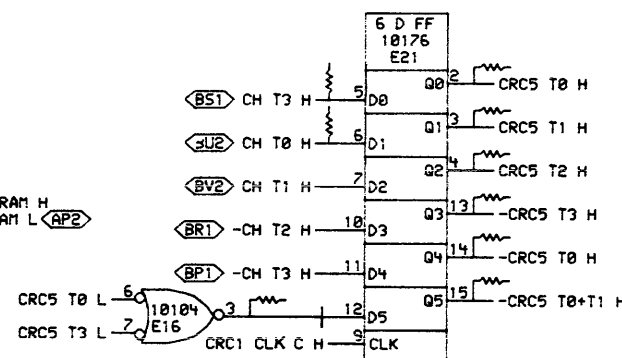 6 D FF
10176
E21
BS1 CH T3 H 5 D0 Q0 2 CRC5 T0 H
BU2 CH T0 H 6 D1 Q1 3 CRC5 T1 H
BV2 CH T1 H 7 D2 Q2 4 CRC5 T2 H
RAM H
AM L AP2
BR1 -CH T2 H 10 D3 Q3 13 -CRC5 T3 H
BP1 -CH T3 H 11 D4 Q4 14 -CRC5 T0 H
CRC5 T0 L 6 10104 E16 3 12 D5 Q5 15 -CRC5 T0+T1 H
CRC5 T3 L 7
CRC1 CLK C H 9 CLK